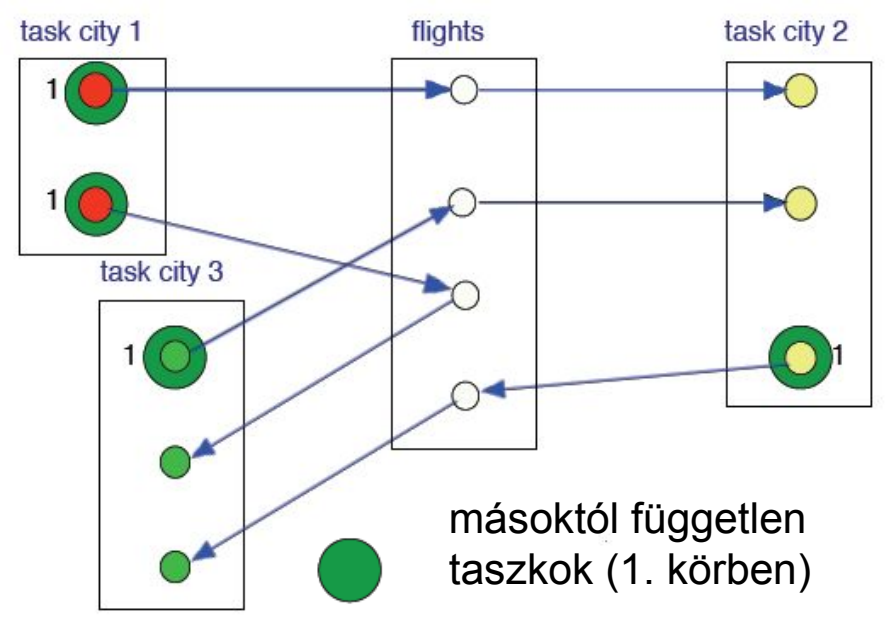 task city 1
flights
task city 2
1
1
task city 3
1
1
másoktól független
taszkok (1. körben)